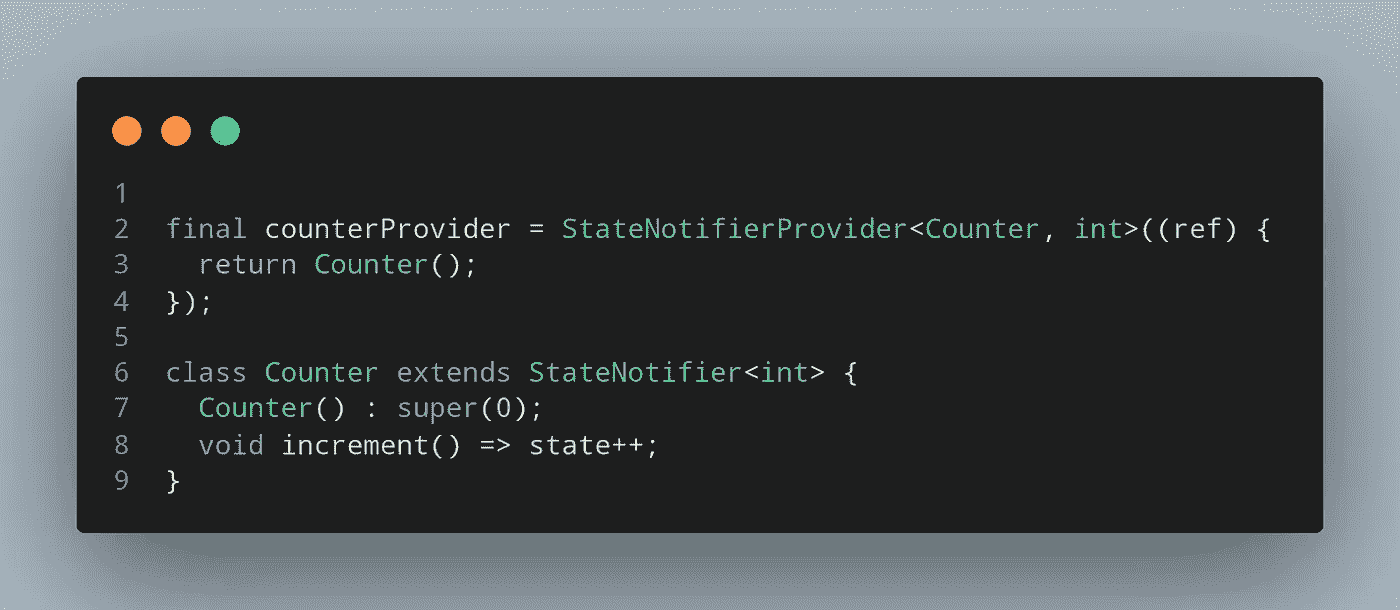 1
2 final counterProvider = StateNotifierProvider<Counter, int>((ref) {
3   return Counter();
4 });
5
6 class Counter extends StateNotifier<int> {
7   Counter() : super(0);
8   void increment() => state++;
9 }